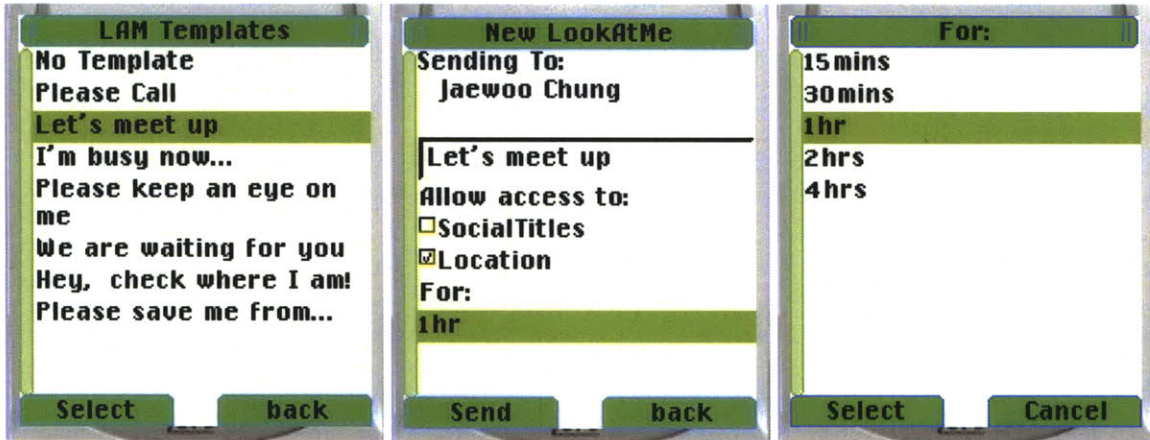 LAM Templates
No Template
Please Call
Let's meet up
I'm busy now...
Please keep an eye on
me
We are waiting for you
Hey, check where I am!
Please save me from...
Select back
New LookAtMe
Sending To:
Jaewoo Chung
Let's meet up
Allow access to:
SocialTitles
Location
For:
1hr
Send back
For:
15mins
30mins
1hr
2hrs
4hrs
Select Cancel